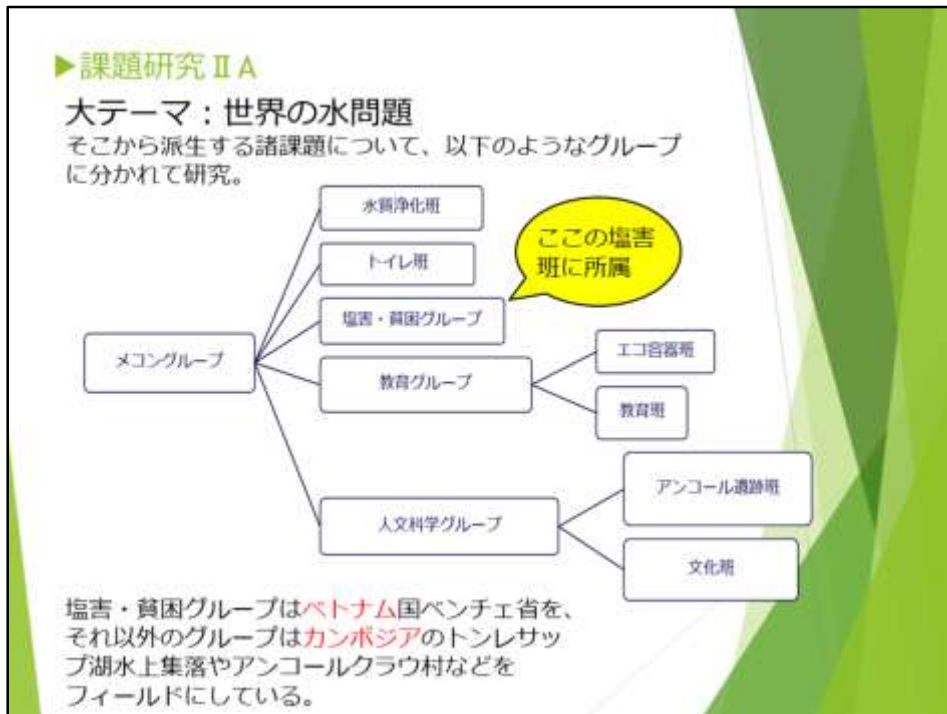 ▶課題研究ⅡA
大テーマ：世界の水問題
そこから派生する諸課題について、以下のようなグループ
に分かれて研究。
水質浄化班
トイレ班
ここの塩害
班に所属
塩害・貧困グループ
メコングループ
教育グループ
エコ容器班
教育班
人文科学グループ
アンコール遺跡班
文化班
塩害・貧困グループはベトナム国ベンチェ省を、
それ以外のグループはカンボジアのトンレサッ
プ湖水上集落やアンコールクラウ村などを
フィールドにしている。